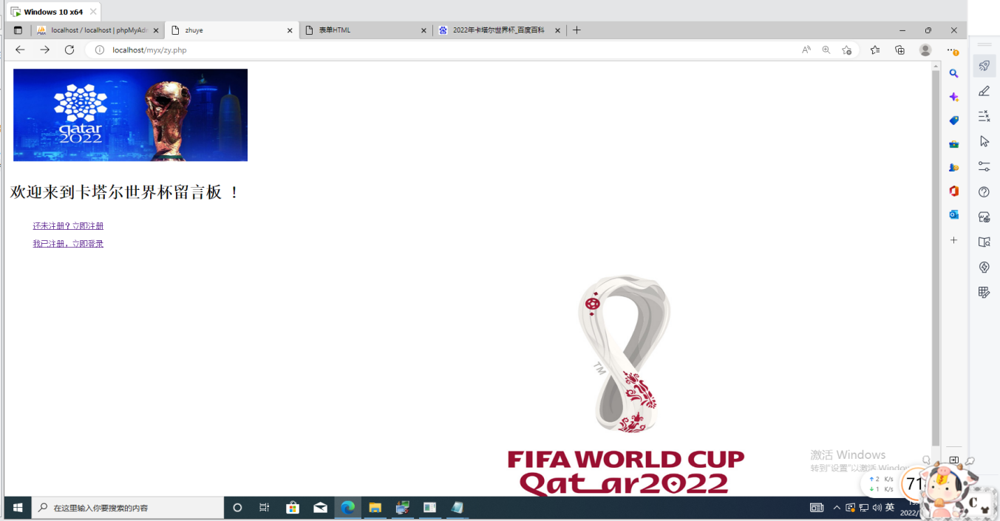 Windows 10 x64
localhost / localhost | phpMyAdm
zhuye
表单HTML
2022年卡塔尔世界杯_百度百科
localhost/myx/zy.php
qatar
2022
欢迎来到卡塔尔世界杯留言板 ！
还未注册？立即注册
我已注册，立即登录
TM
FIFA WORLD CUP
Qatar2022
激活 Windows
转到"设置"以激活 Windows
↑ 2 K/s
↓ 1 K/s
71
C
在这里输入你要搜索的内容
英
2022/